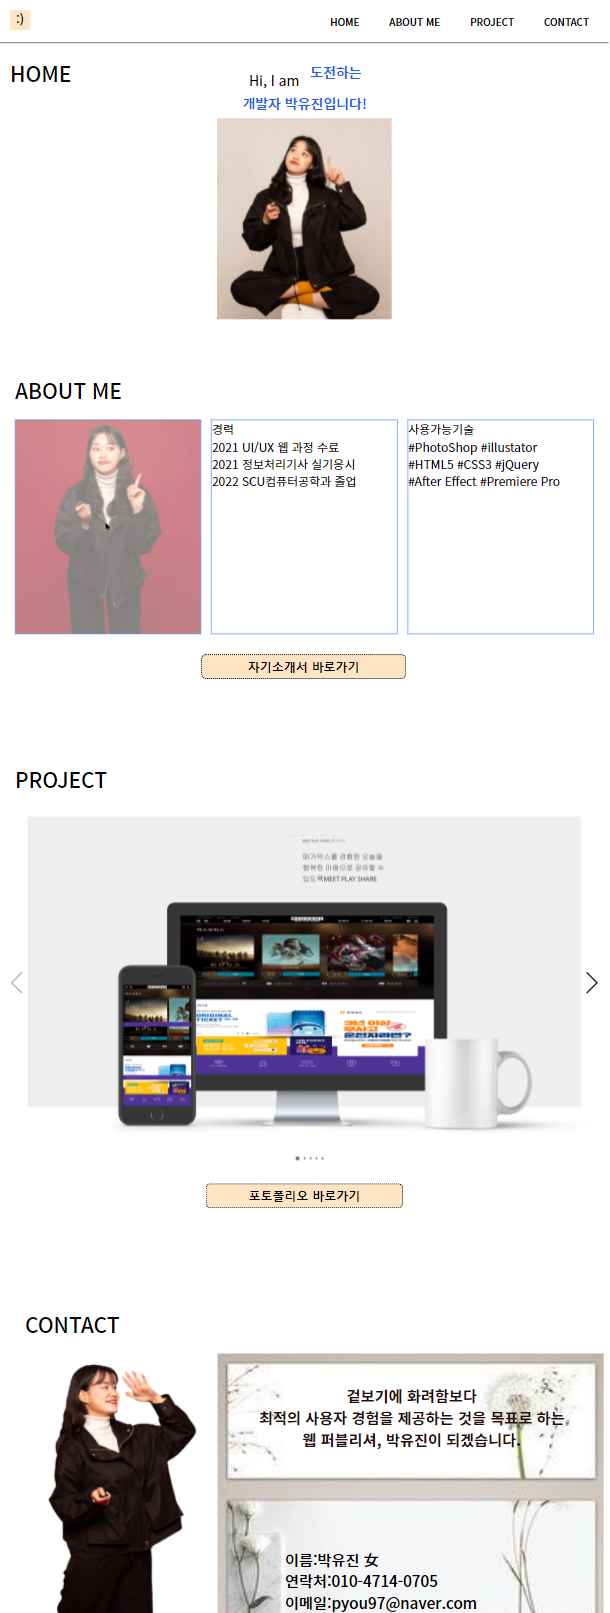 :)
HOME ABOUT ME PROJECT CONTACT
HOME
Hi, I am 도전하는
개발자 박유진입니다!
ABOUT ME
경력
2021 UI/UX 웹 과정 수료
2021 정보처리기사 실기응시
2022 SCU컴퓨터공학과 졸업
사용가능기술
#PhotoShop #illustator
#HTML5 #CSS3 #jQuery
#After Effect #Premiere Pro
자기소개서 바로가기
PROJECT
메가박스를 경험한 오늘을
행복한 마음으로 공유할 수
있도록MEET PLAY SHARE
ORIGINAL
TICKET
포토폴리오 바로가기
CONTACT
겉보기에 화려함보다
최적의 사용자 경험을 제공하는 것을 목표로 하는
웹 퍼블리셔, 박유진이 되겠습니다.
이름:박유진 女
연락처:010-4714-0705
이메일:pyou97@naver.com